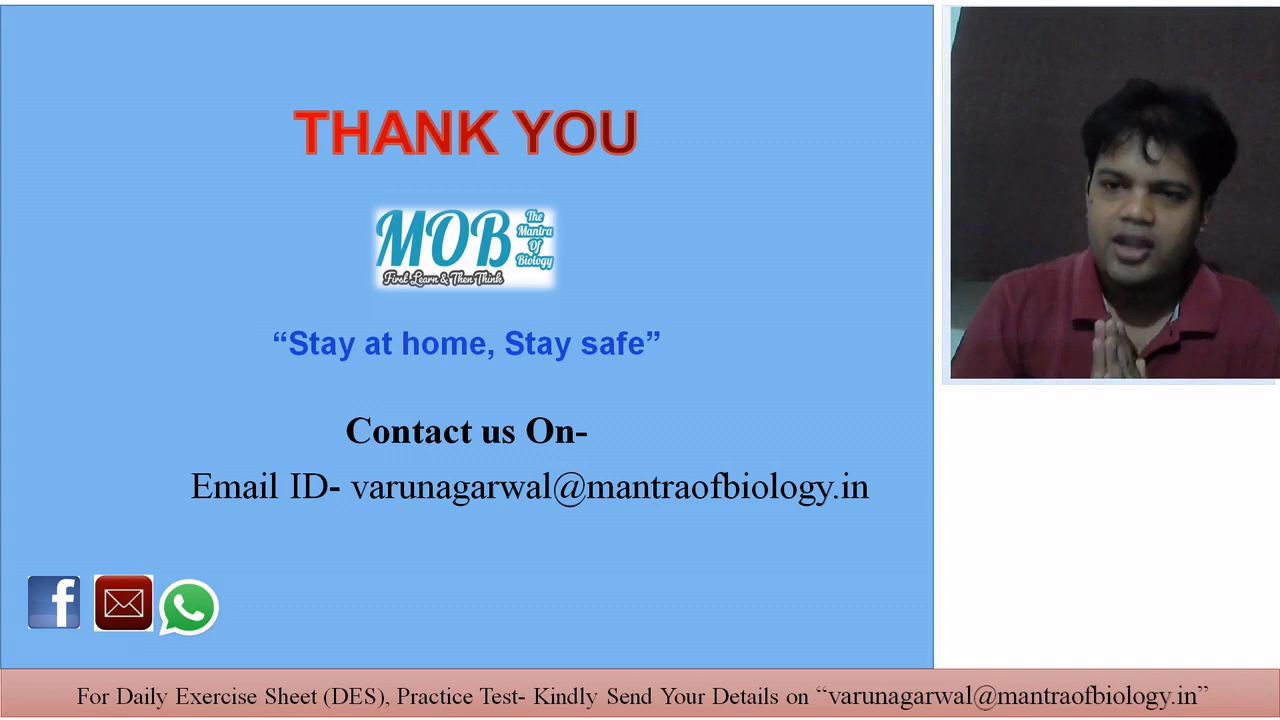 THANK YOU
MOB
The
Mantra
Of
Biology
First Learn & Then Think
“Stay at home, Stay safe”
Contact us On-
Email ID- varunagarwal@mantraofbiology.in
f
For Daily Exercise Sheet (DES), Practice Test- Kindly Send Your Details on “varunagarwal@mantraofbiology.in”